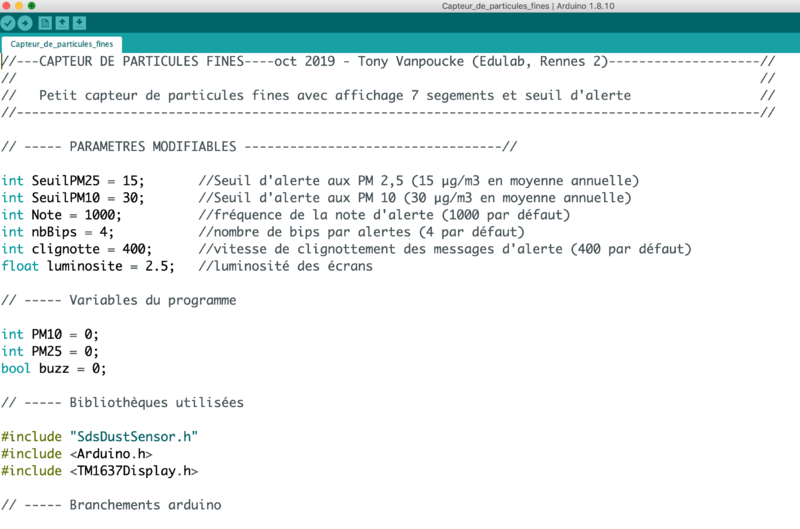 Capteur_de_particules_fines | Arduino 1.8.10
Capteur_de_particules_fines
//---CAPTEUR DE PARTICULES FINES----oct 2019 - Tony Vanpoucke (Edulab, Rennes 2)--------------------//
// //
// Petit capteur de particules fines avec affichage 7 segements et seuil d'alerte //
//--------------------------------------------------------------------------------------------------//
// ----- PARAMETRES MODIFIABLES ----------------------------------//
int SeuilPM25 = 15; //Seuil d'alerte aux PM 2,5 (15 µg/m3 en moyenne annuelle)
int SeuilPM10 = 30; //Seuil d'alerte aux PM 10 (30 µg/m3 en moyenne annuelle)
int Note = 1000; //fréquence de la note d'alerte (1000 par défaut)
int nbBips = 4; //nombre de bips par alertes (4 par défaut)
int clignotte = 400; //vitesse de clignottement des messages d'alerte (400 par défaut)
float luminosite = 2.5; //luminosité des écrans
// ----- Variables du programme
int PM10 = 0;
int PM25 = 0;
bool buzz = 0;
// ----- Bibliothèques utilisées
#include "SdsDustSensor.h"
#include <Arduino.h>
#include <TM1637Display.h>
// ----- Branchements arduino